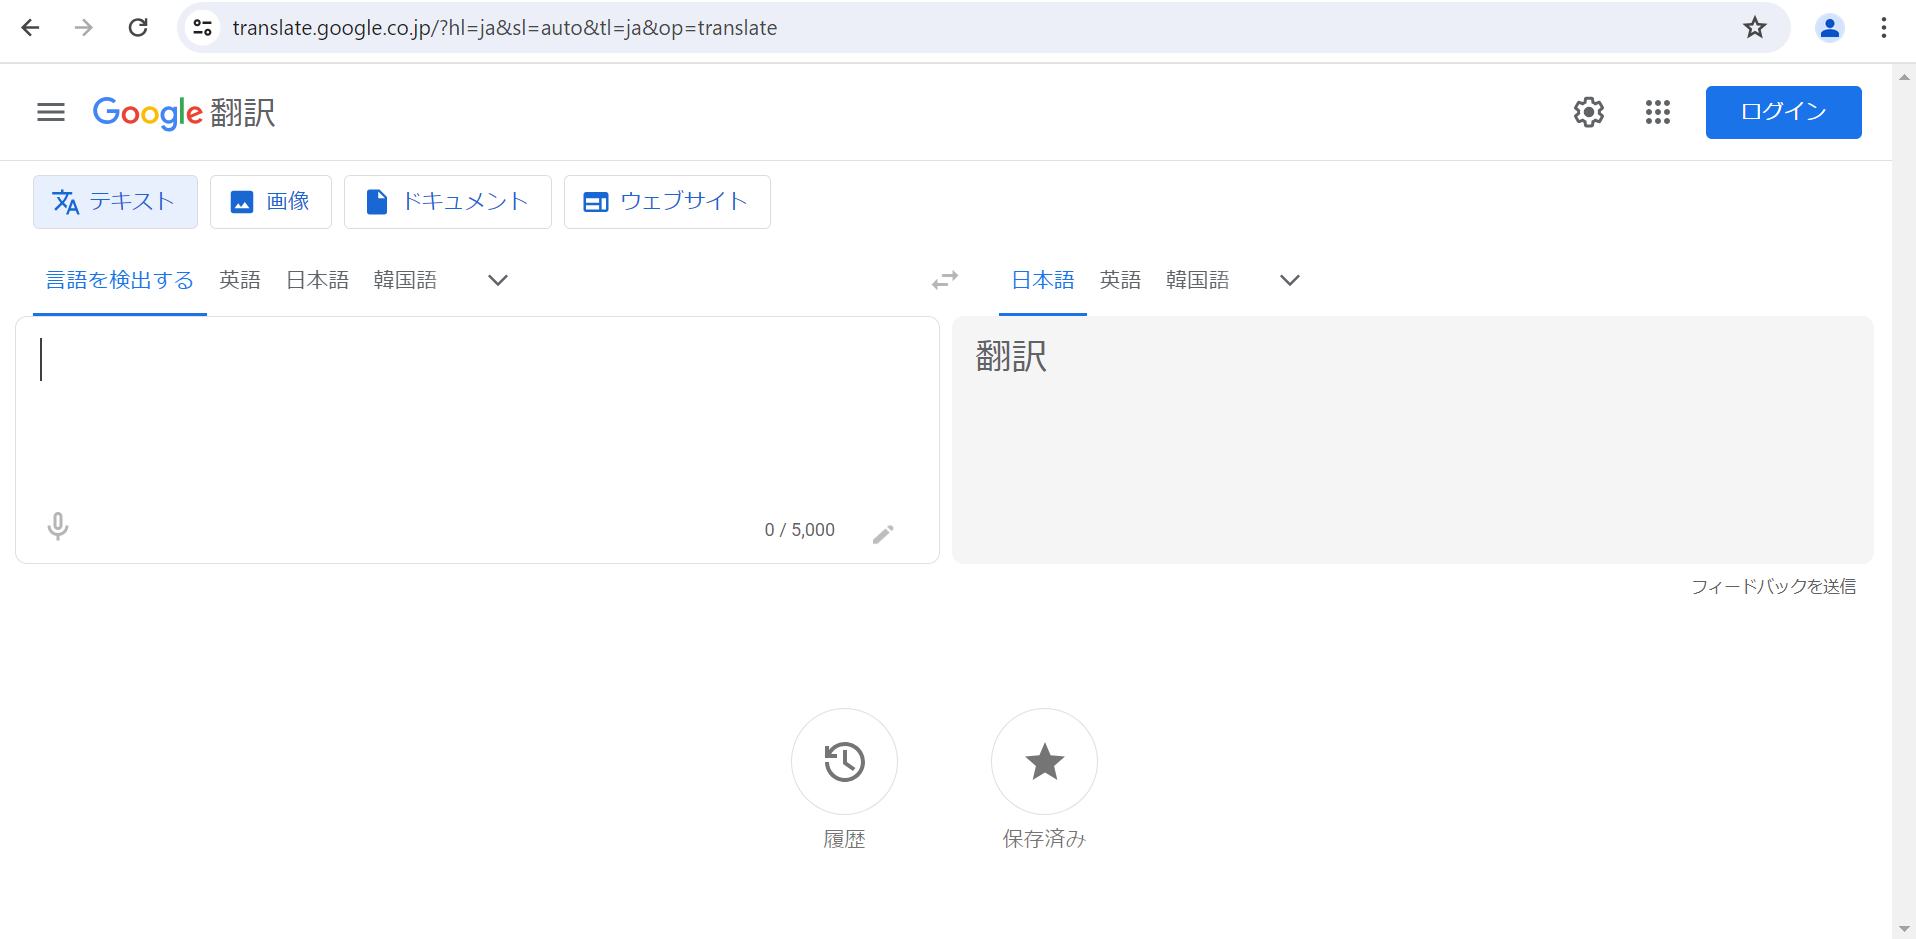 translate.google.co.jp/?hl=ja&sl=auto&tl=ja&op=translate
Google 翻訳
ログイン
テキスト 画像 ドキュメント ウェブサイト
言語を検出する 英語 日本語 韓国語
日本語 英語 韓国語
翻訳
0 / 5,000
フィードバックを送信
履歴 保存済み